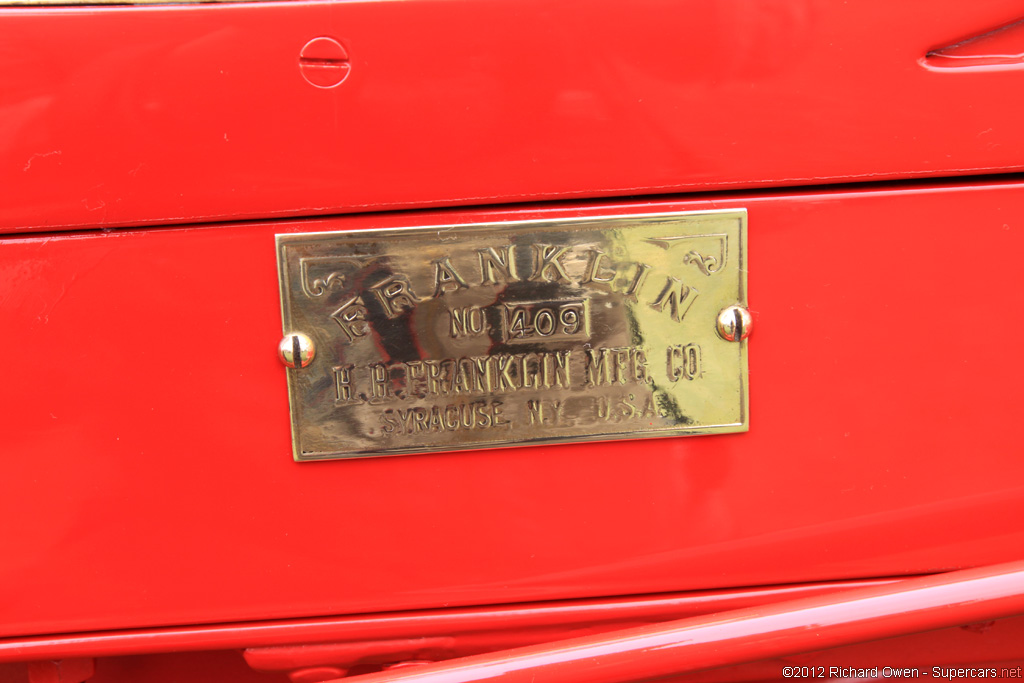 FRANKLIN
NO. 409
H. H. FRANKLIN MFG. CO.
SYRACUSE, N.Y., U.S.A.
©2012 Richard Owen - Supercars.net